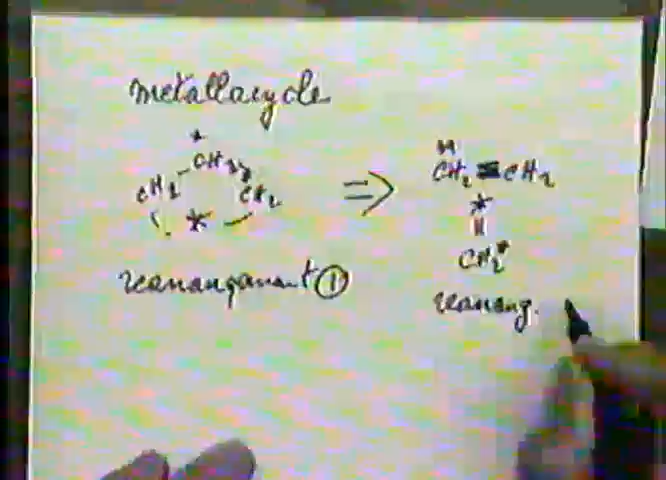 metallacycle
* CH2
CH2 CH2
*
⇒
CH2=CH2
*
CH2*
rearrangement ①
rearrang.